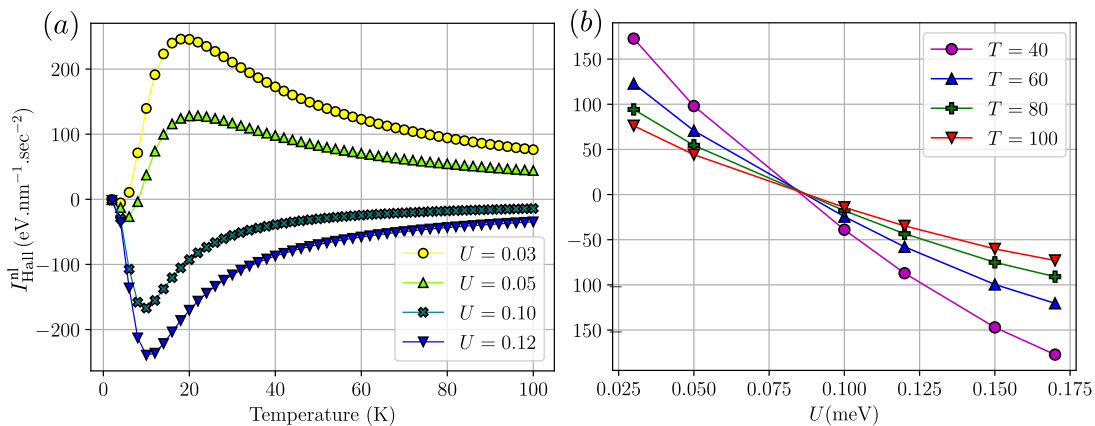 (a)
200
100
0
−100
−200
I^nl_Hall (eV.nm⁻¹.sec⁻²)
0
20
40
60
80
100
Temperature (K)
U = 0.03
U = 0.05
U = 0.10
U = 0.12
(b)
150
100
50
0
−50
100
150
0.025
0.050
0.075
0.100
0.125
0.150
0.175
U(meV)
T = 40
T = 60
T = 80
T = 100